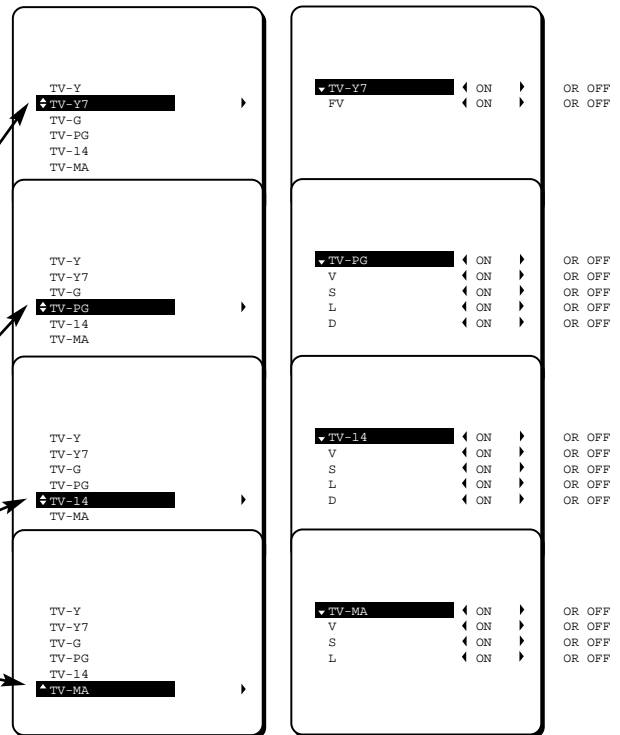 TV-Y
TV-Y7
TV-G
TV-PG
TV-14
TV-MA
TV-Y7 ON OR OFF
FV ON OR OFF
TV-Y
TV-Y7
TV-G
TV-PG
TV-14
TV-MA
TV-PG ON OR OFF
V ON OR OFF
S ON OR OFF
L ON OR OFF
D ON OR OFF
TV-Y
TV-Y7
TV-G
TV-PG
TV-14
TV-MA
TV-14 ON OR OFF
V ON OR OFF
S ON OR OFF
L ON OR OFF
D ON OR OFF
TV-Y
TV-Y7
TV-G
TV-PG
TV-14
TV-MA
TV-MA ON OR OFF
V ON OR OFF
S ON OR OFF
L ON OR OFF